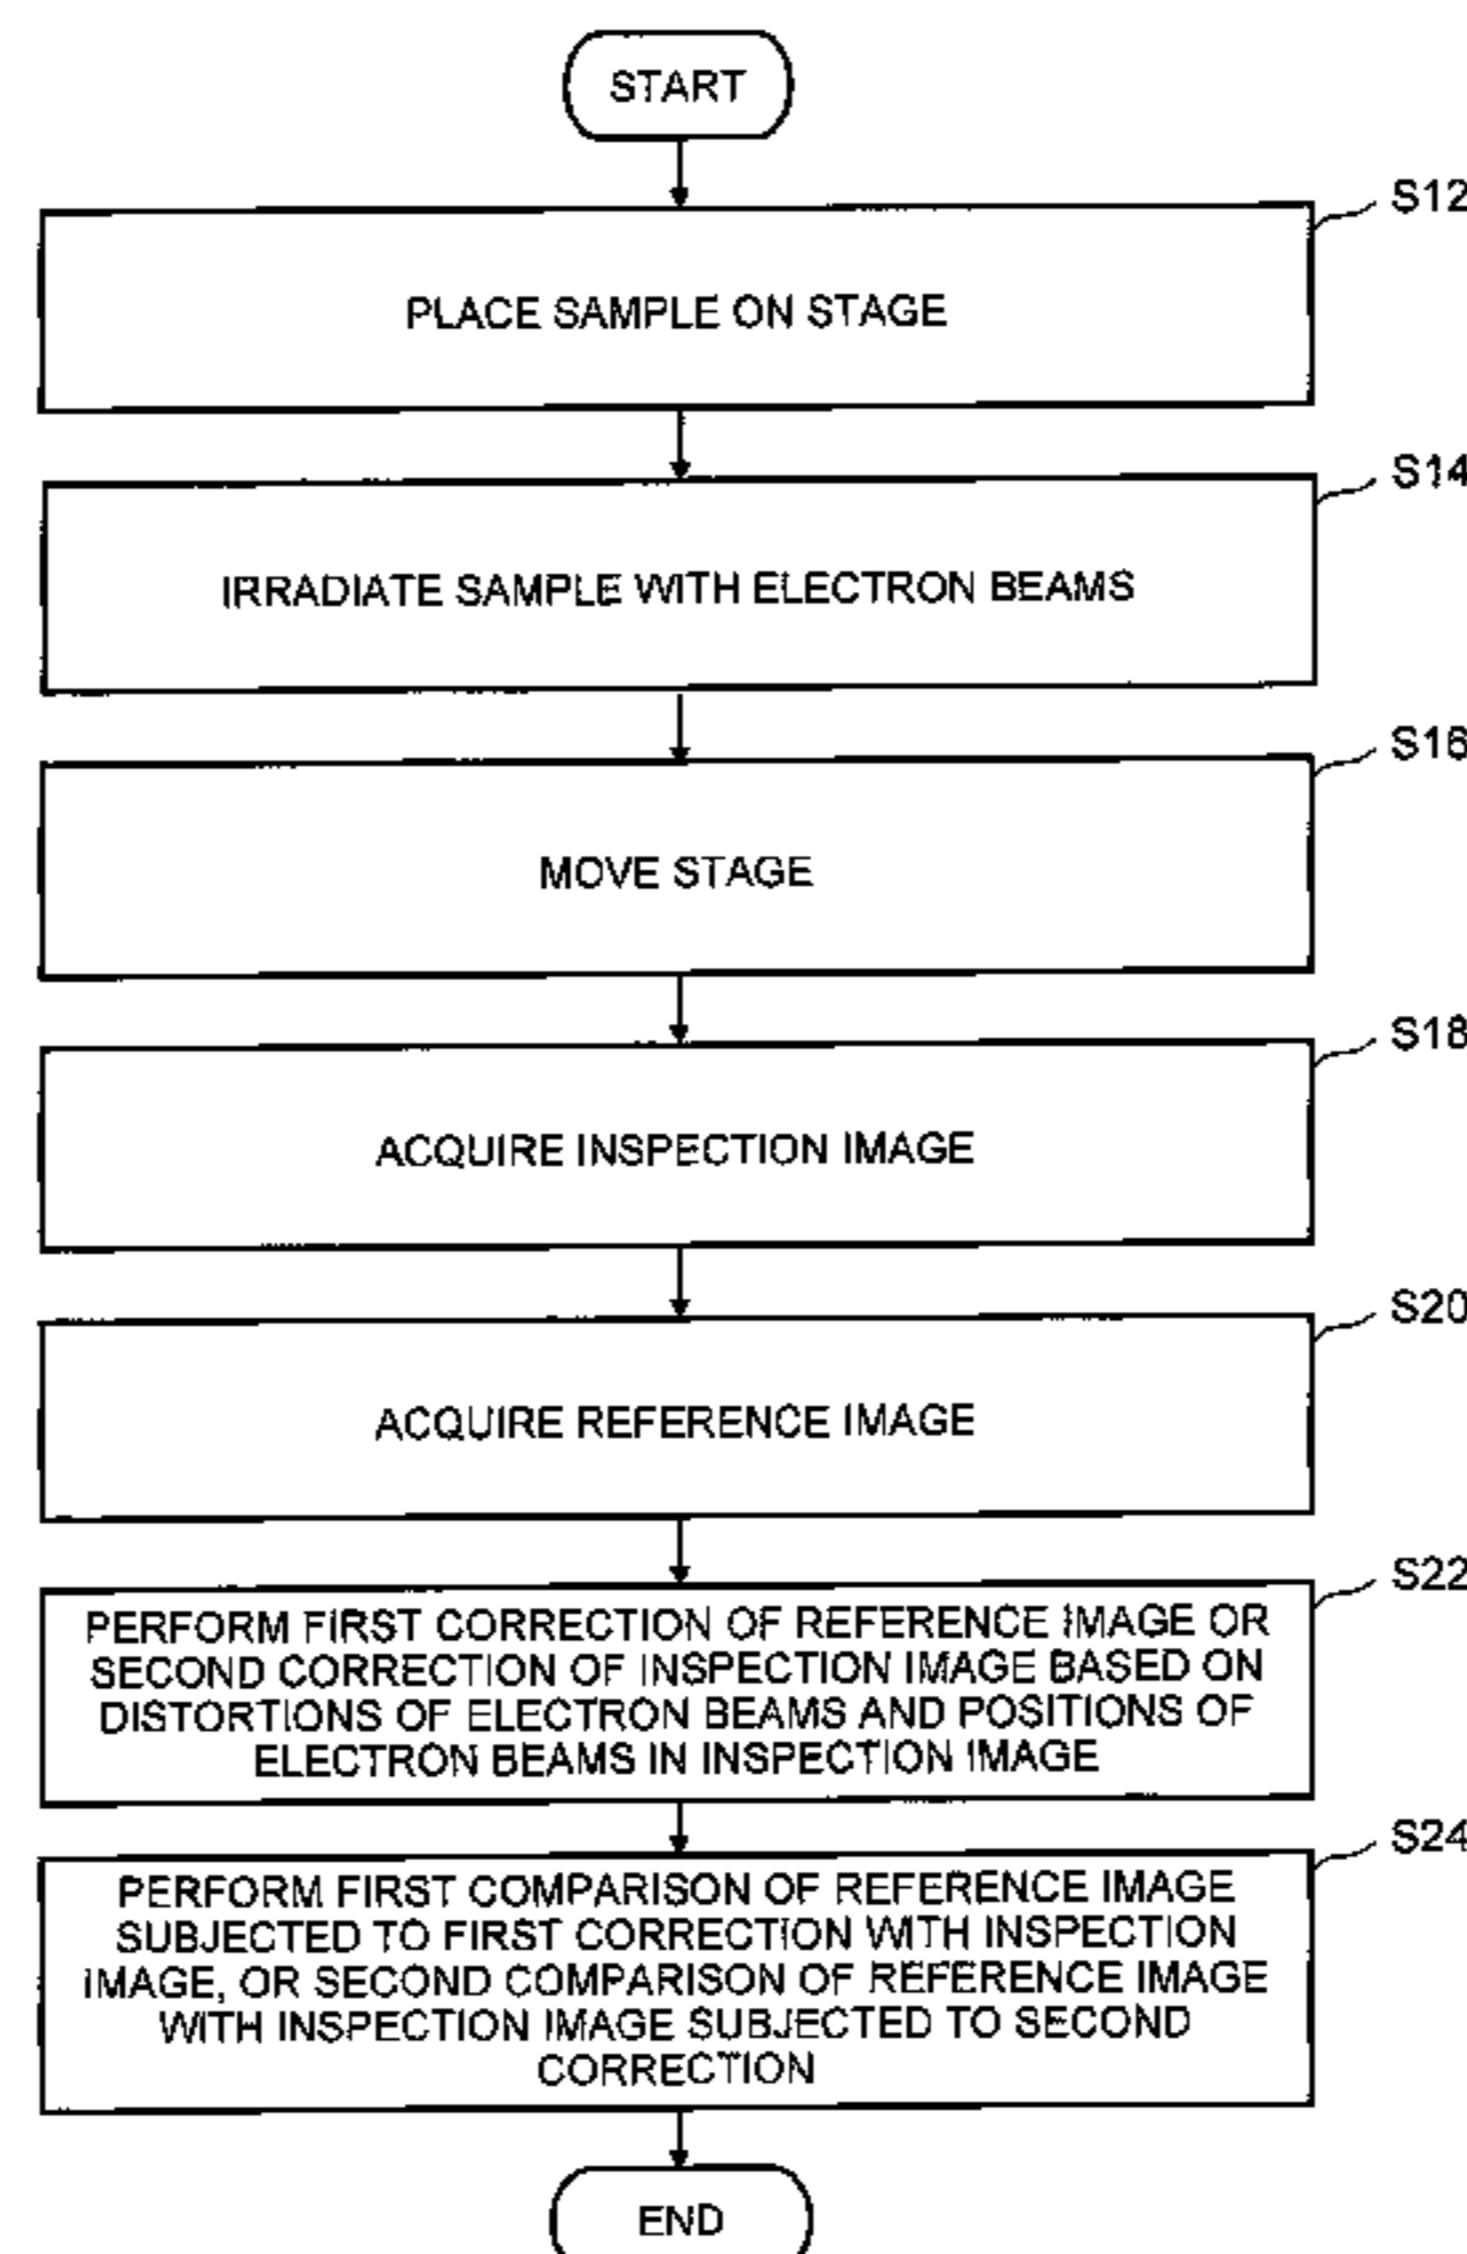 START
S12
PLACE SAMPLE ON STAGE
S14
IRRADIATE SAMPLE WITH ELECTRON BEAMS
S16
MOVE STAGE
S18
ACQUIRE INSPECTION IMAGE
S20
ACQUIRE REFERENCE IMAGE
S22
PERFORM FIRST CORRECTION OF REFERENCE IMAGE OR
SECOND CORRECTION OF INSPECTION IMAGE BASED ON
DISTORTIONS OF ELECTRON BEAMS AND POSITIONS OF
ELECTRON BEAMS IN INSPECTION IMAGE
S24
PERFORM FIRST COMPARISON OF REFERENCE IMAGE
SUBJECTED TO FIRST CORRECTION WITH INSPECTION
IMAGE, OR SECOND COMPARISON OF REFERENCE IMAGE
WITH INSPECTION IMAGE SUBJECTED TO SECOND
CORRECTION
END